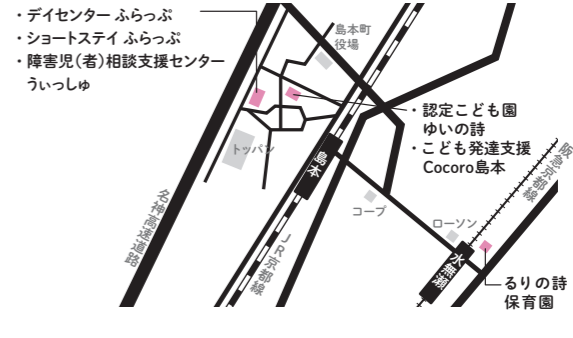 ・デイセンター ふらっぷ
・ショートステイ ふらっぷ
・障害児(者)相談支援センター
うぃっしゅ
島本町
役場
・認定こども園
ゆいの詩
・こども発達支援
Cocoro島本
トッパン
島本
阪急京都線
名神高速道路
コープ
ローソン
JR京都線
水無瀬
るりの詩
保育園